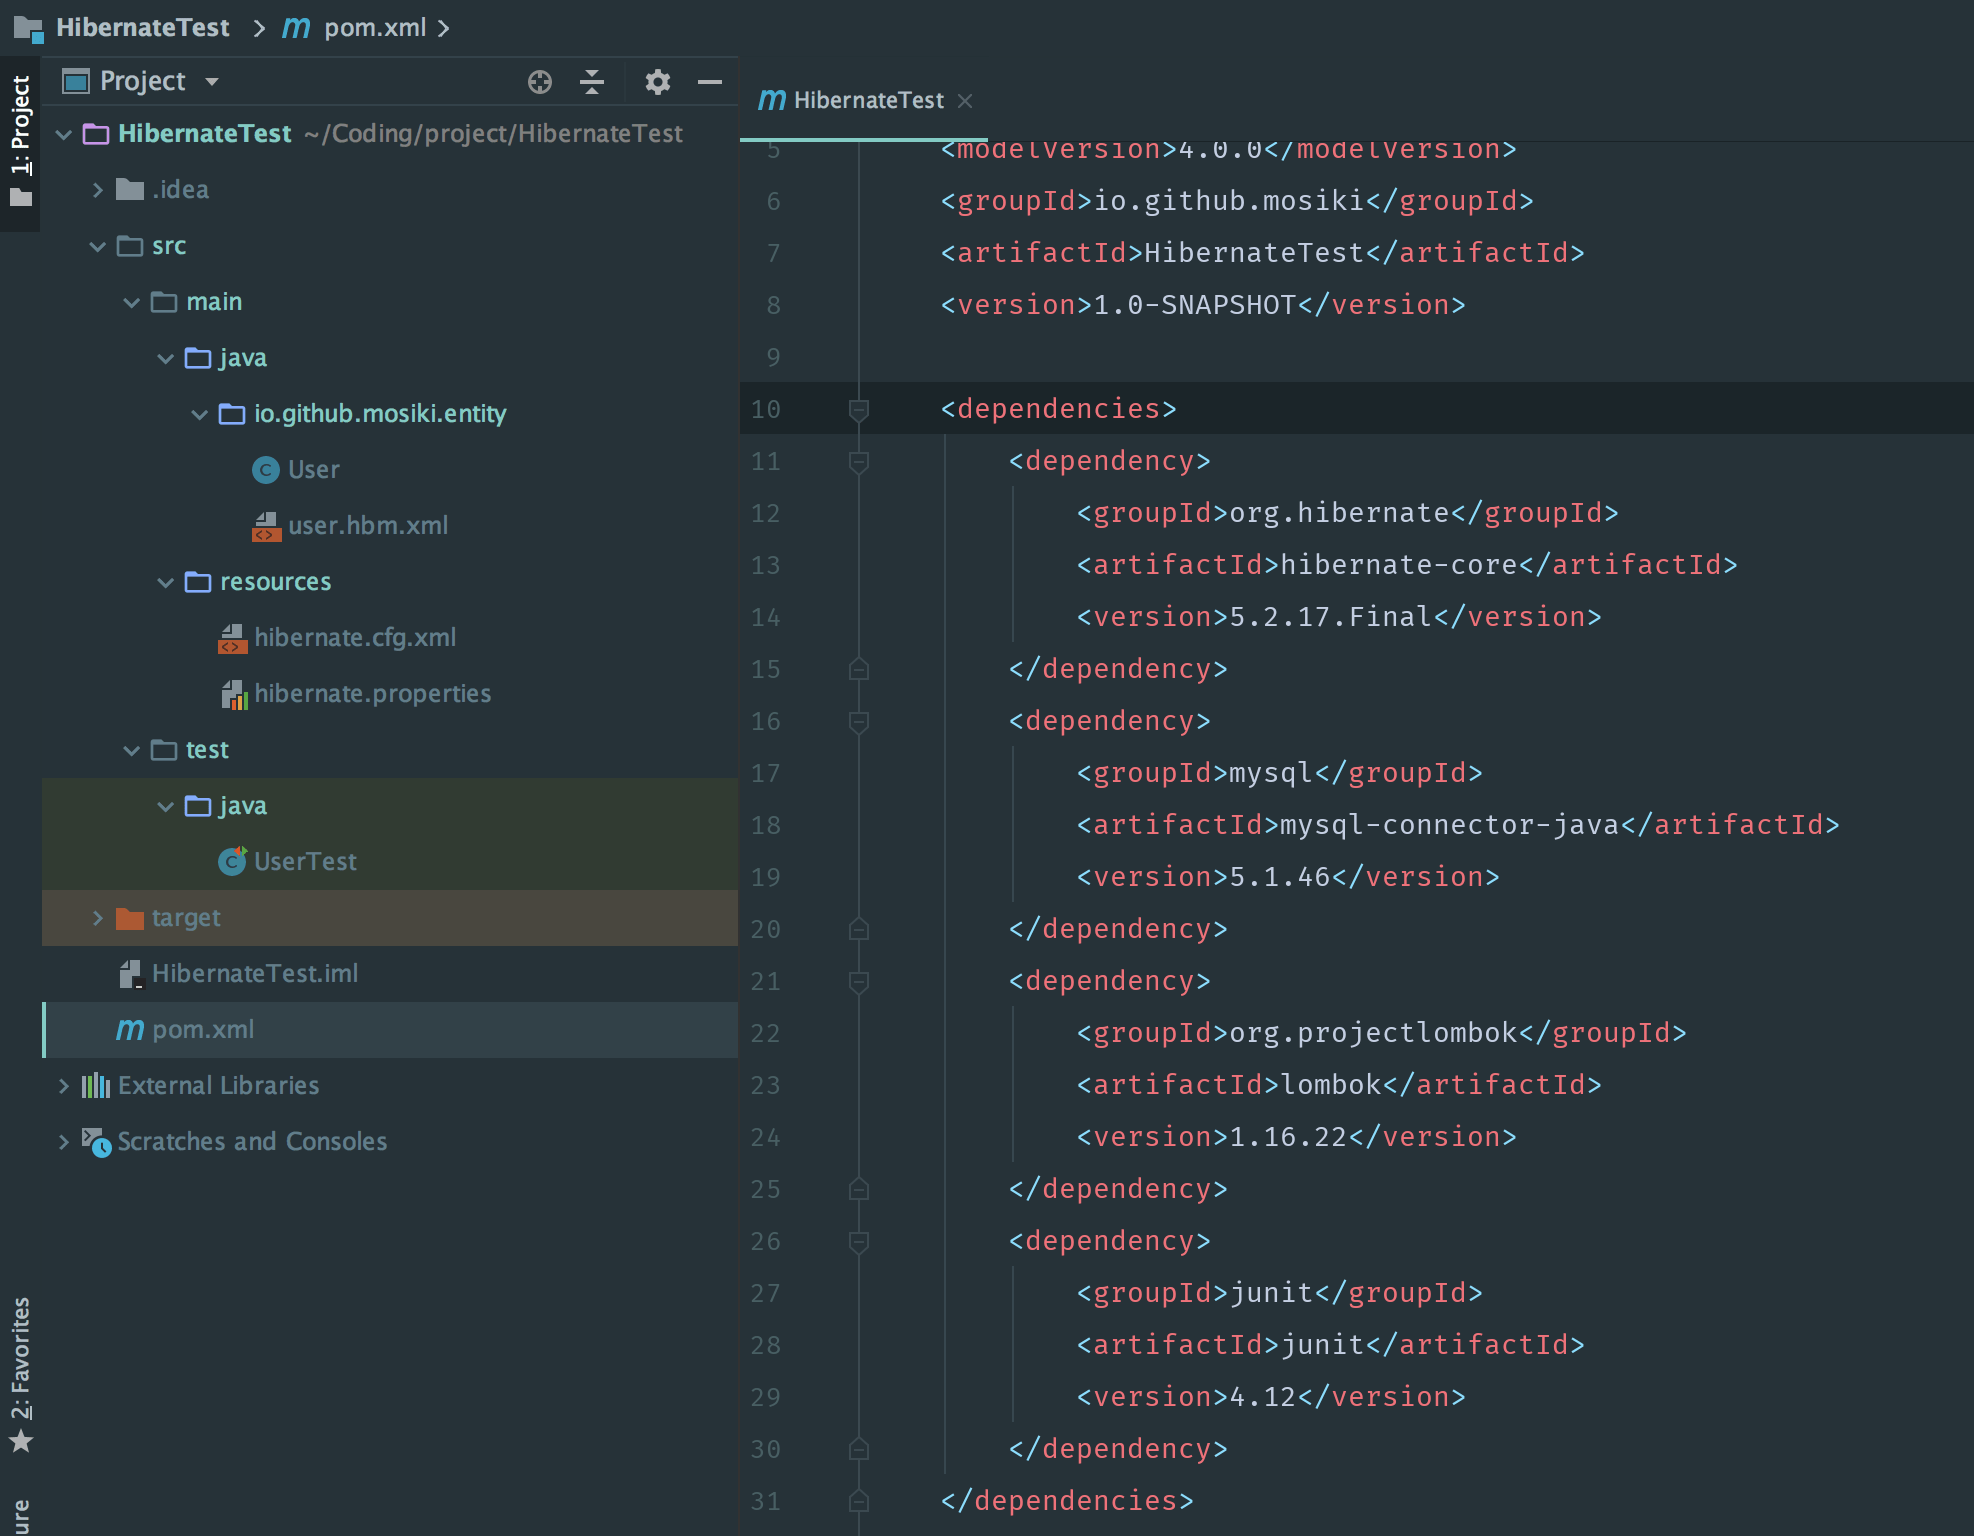 HibernateTest pom.xml
1: Project
Project
HibernateTest ~/Coding/project/HibernateTest
.idea
src
main
java
io.github.mosiki.entity
User
user.hbm.xml
resources
hibernate.cfg.xml
hibernate.properties
test
java
UserTest
target
HibernateTest.iml
pom.xml
External Libraries
Scratches and Consoles
2: Favorites
ure
HibernateTest
5 <modelVersion>4.0.0</modelVersion>
6 <groupId>io.github.mosiki</groupId>
7 <artifactId>HibernateTest</artifactId>
8 <version>1.0-SNAPSHOT</version>
9
10 <dependencies>
11 <dependency>
12 <groupId>org.hibernate</groupId>
13 <artifactId>hibernate-core</artifactId>
14 <version>5.2.17.Final</version>
15 </dependency>
16 <dependency>
17 <groupId>mysql</groupId>
18 <artifactId>mysql-connector-java</artifactId>
19 <version>5.1.46</version>
20 </dependency>
21 <dependency>
22 <groupId>org.projectlombok</groupId>
23 <artifactId>lombok</artifactId>
24 <version>1.16.22</version>
25 </dependency>
26 <dependency>
27 <groupId>junit</groupId>
28 <artifactId>junit</artifactId>
29 <version>4.12</version>
30 </dependency>
31 </dependencies>